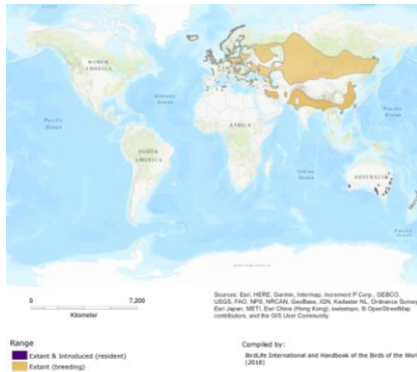 NORTH
AMERICA
Atlantic
Ocean
Pacific
Ocean
Pacific
Ocean
AFRICA
SOUTH
AMERICA
Indian
Ocean
AUSTRALIA
0
7,200
Kilometer
Sources: Esri, HERE, Garmin, Intermap, increment P Corp., GEBCO,
USGS, FAO, NPS, NRCAN, GeoBase, IGN, Kadaster NL, Ordnance Survey,
Esri Japan, METI, Esri China (Hong Kong), swisstopo, © OpenStreetMap
contributors, and the GIS User Community
Range
Extant & Introduced (resident)
Extant (breeding)
Compiled by:
BirdLife International and Handbook of the Birds of the World
(2018)